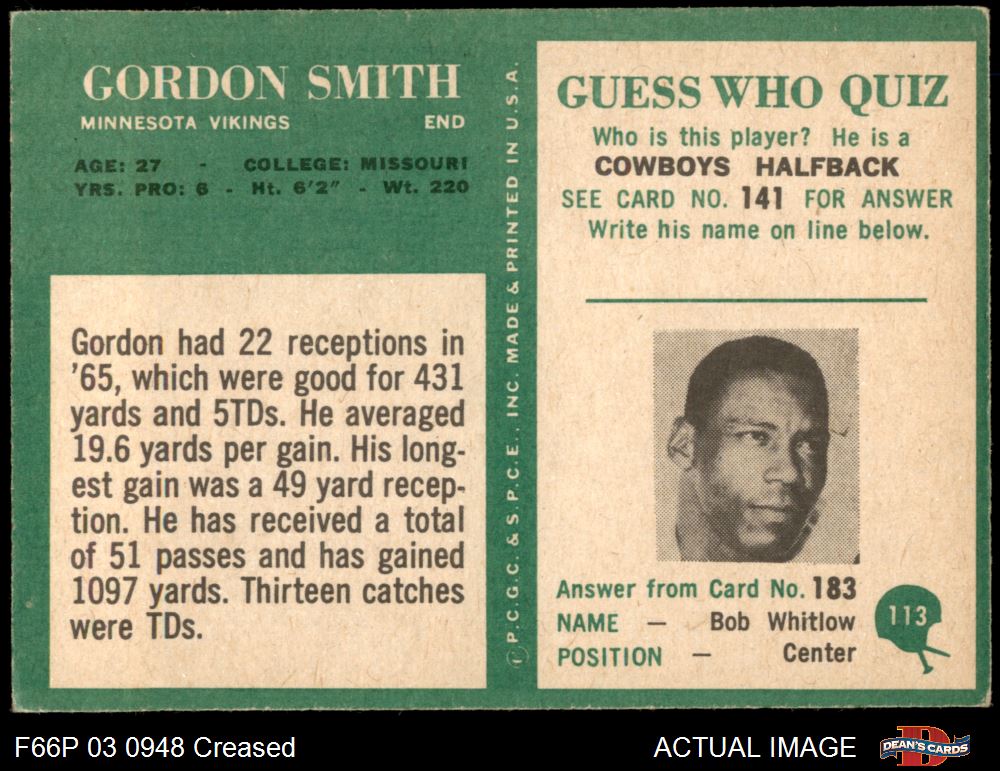 GORDON SMITH
MINNESOTA VIKINGS END
AGE: 27 - COLLEGE: MISSOURI
YRS. PRO: 6 - Ht. 6'2" - Wt. 220
Gordon had 22 receptions in
'65, which were good for 431
yards and 5TDs. He averaged
19.6 yards per gain. His long-
est gain was a 49 yard recep-
tion. He has received a total
of 51 passes and has gained
1097 yards. Thirteen catches
were TDs.
© P.C.G.C. & S.P.C.E., INC. MADE & PRINTED IN U.S.A.
GUESS WHO QUIZ
Who is this player? He is a
COWBOYS HALFBACK
SEE CARD NO. 141 FOR ANSWER
Write his name on line below.
Answer from Card No. 183
NAME — Bob Whitlow
POSITION — Center
113
F66P 03 0948 Creased
ACTUAL IMAGE
D
DEAN'S CARDS